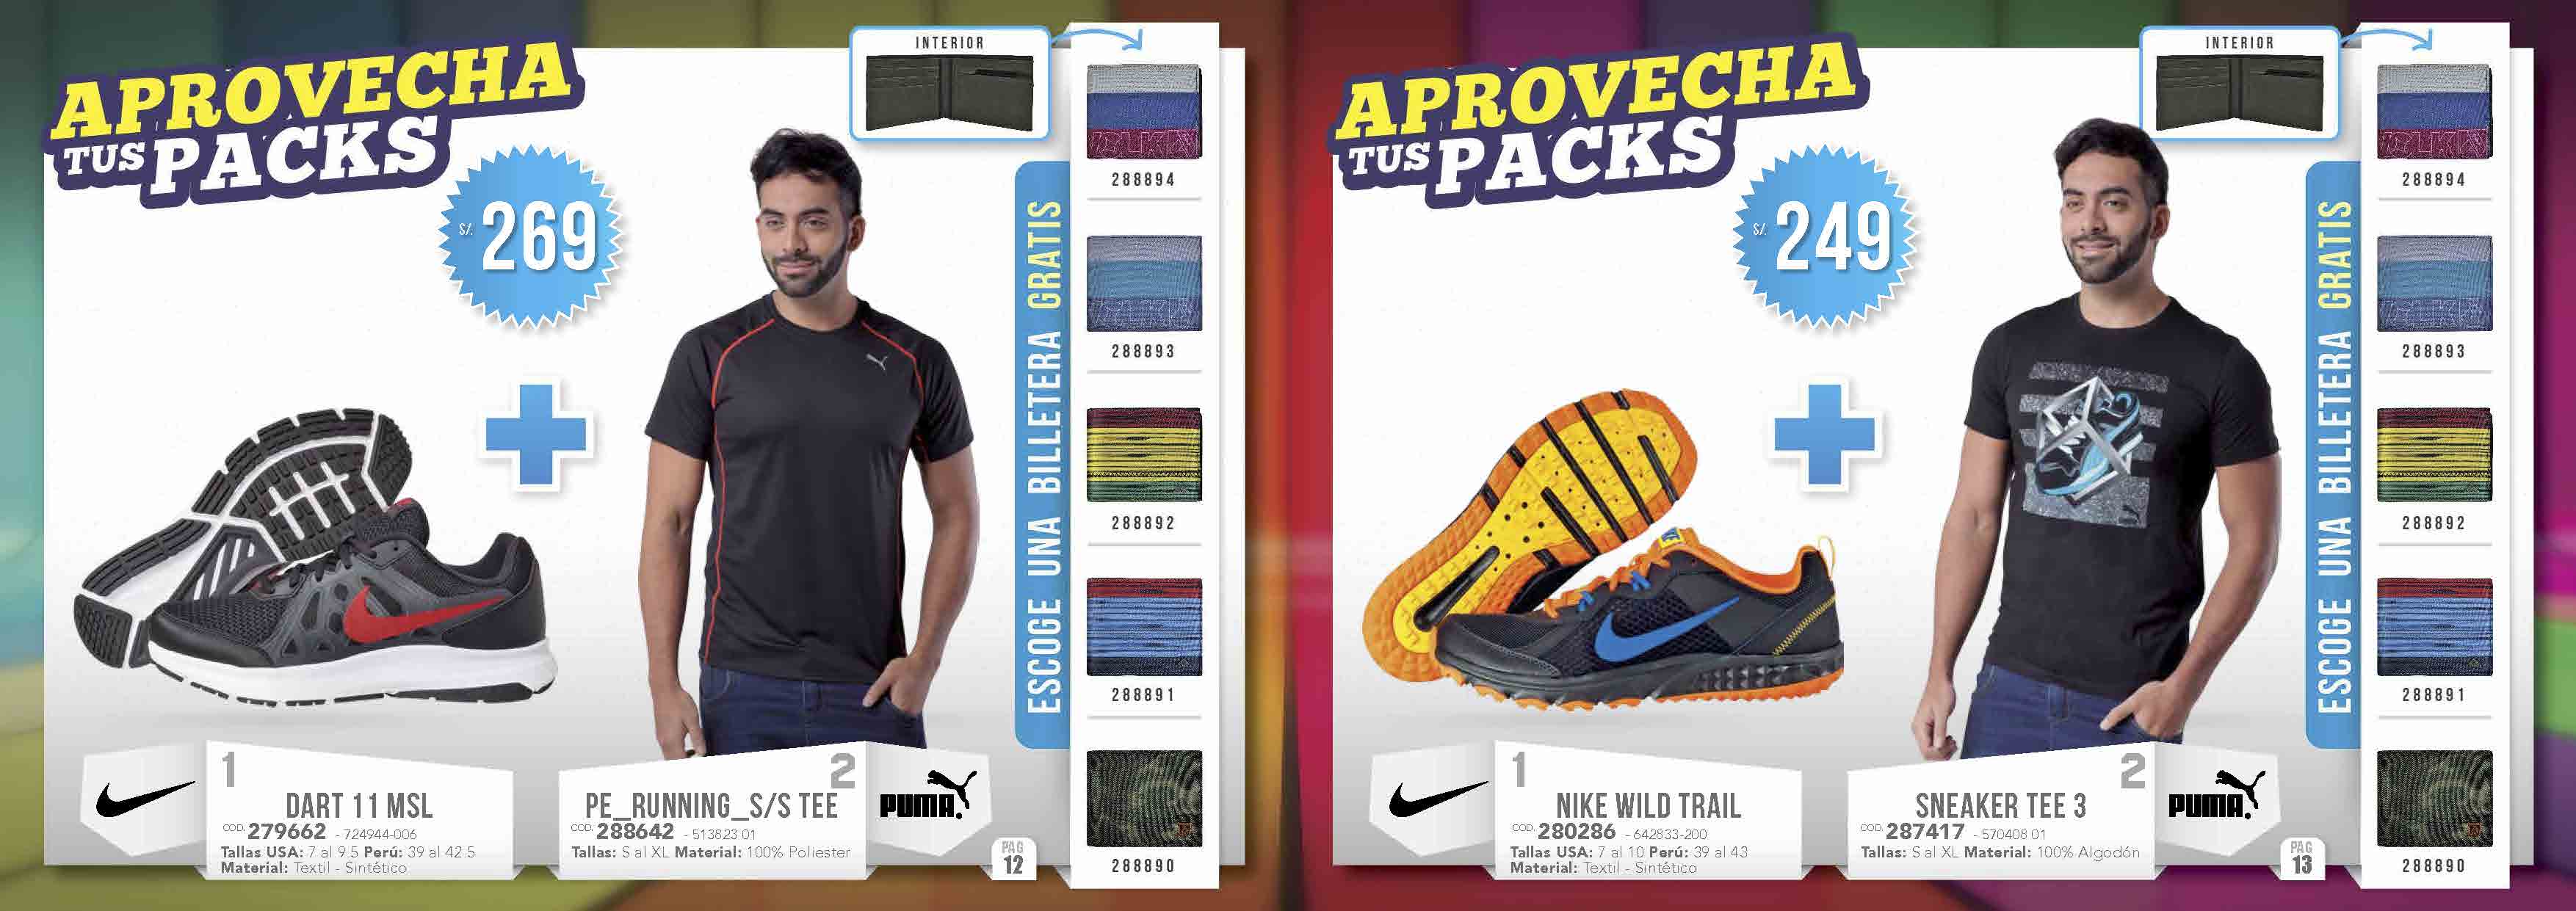 APROVECHA
TUS PACKS
S/. 269
INTERIOR
ESCOGE UNA BILLETERA GRATIS
288894
288893
288892
288891
288890
1
DART 11 MSL
COD. 279662 - 724944-006
Tallas USA: 7 al 9.5 Perú: 39 al 42.5
Material: Textil - Sintético
2
PE_RUNNING_S/S TEE
COD. 288642 - 513823 01
Tallas: S al XL Material: 100% Poliester
PUMA.
PAG
12
APROVECHA
TUS PACKS
S/. 249
INTERIOR
ESCOGE UNA BILLETERA GRATIS
288894
288893
288892
288891
288890
1
NIKE WILD TRAIL
COD. 280286 - 642833-200
Tallas USA: 7 al 10 Perú: 39 al 43
Material: Textil - Sintético
2
SNEAKER TEE 3
COD. 287417 - 570408 01
Tallas: S al XL Material: 100% Algodón
PUMA.
PAG
13